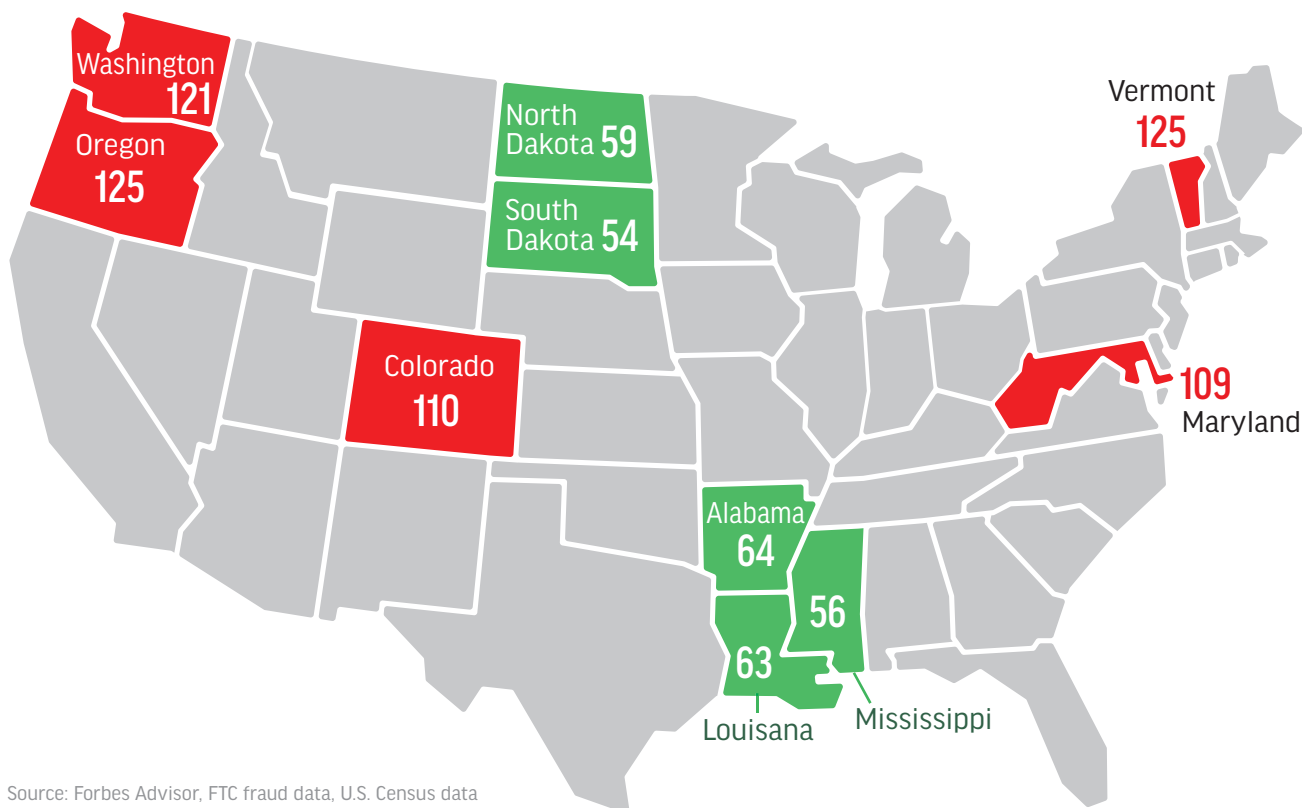 Washington
121
Oregon
125
North
Dakota 59
South
Dakota 54
Vermont
125
Colorado
110
109
Maryland
Alabama
64
56
63
Louisana
Mississippi
Source: Forbes Advisor, FTC fraud data, U.S. Census data